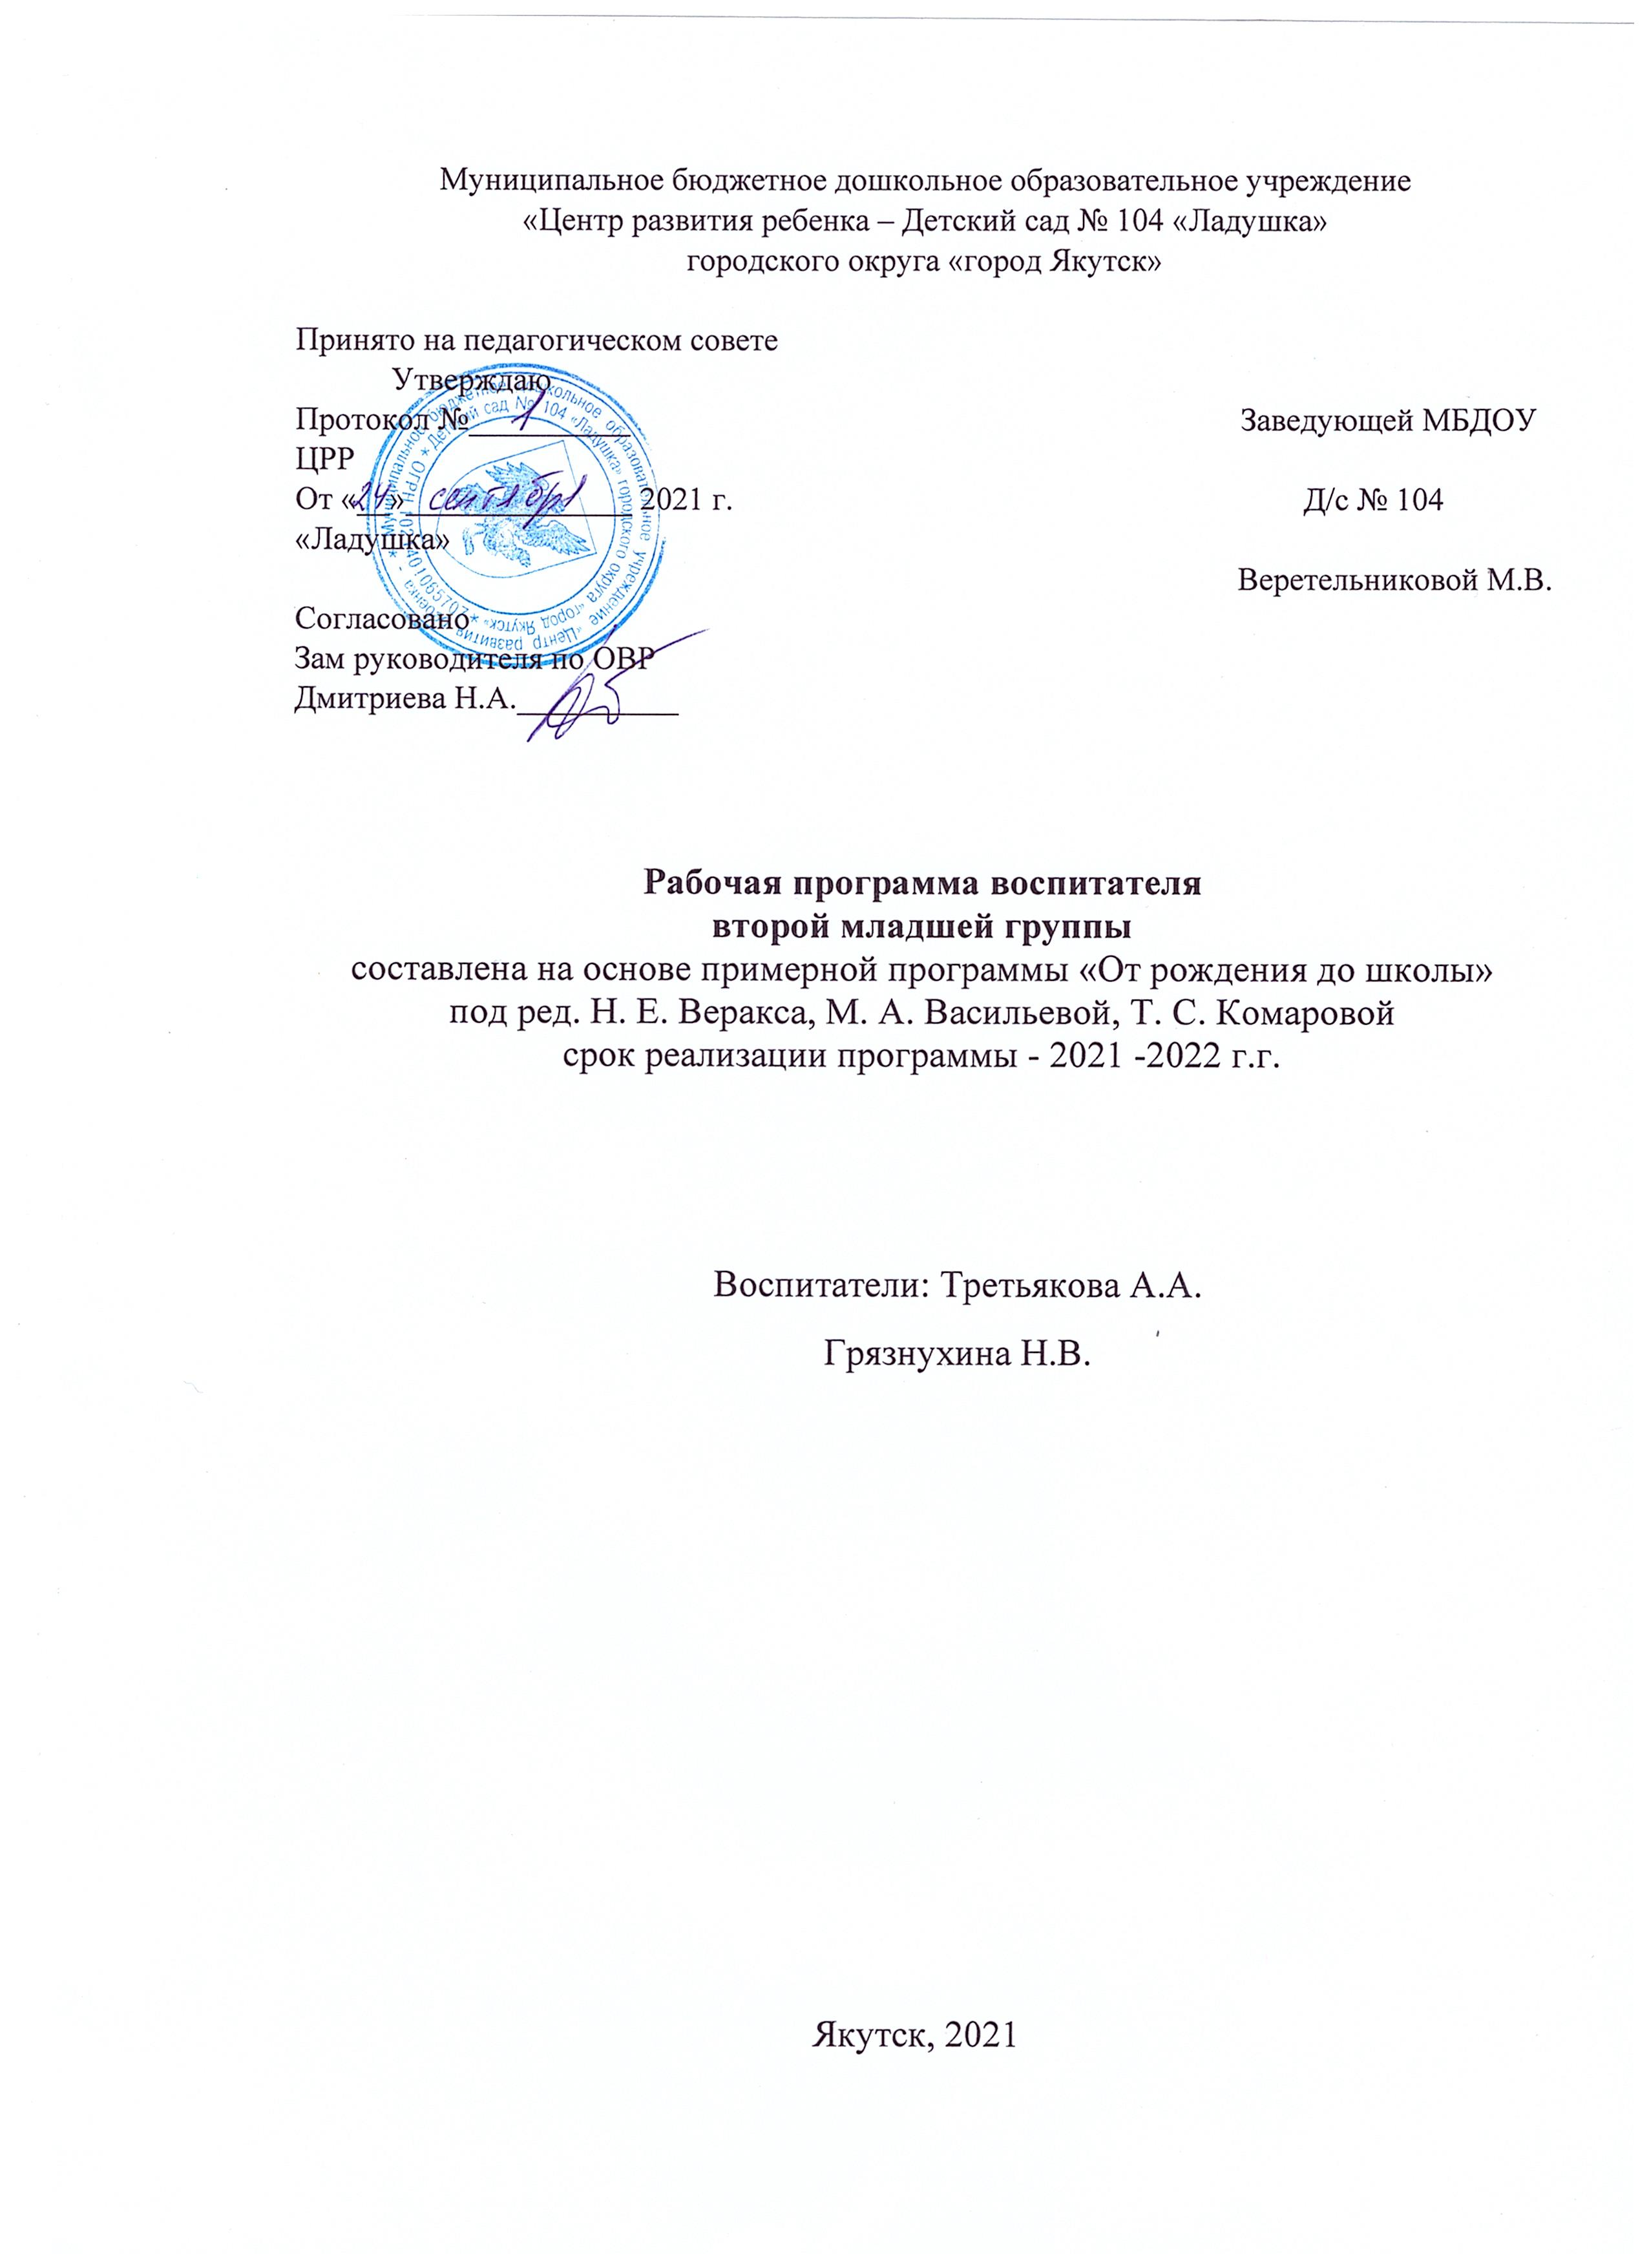 Муниципальное бюджетное дошкольное образовательное учреждение
«Центр развития ребенка – Детский сад № 104 «Ладушка»
городского округа «город Якутск»
Принято на педагогическом совете
Утверждаю
Протокол № 1 Заведующей МБДОУ
ЦРР
От «24» сентября 2021 г. Д/с № 104
«Ладушка»
Веретельниковой М.В.
Согласовано
Зам руководителя по ОВР
Дмитриева Н.А.
Рабочая программа воспитателя
второй младшей группы
составлена на основе примерной программы «От рождения до школы»
под ред. Н. Е. Веракса, М. А. Васильевой, Т. С. Комаровой
срок реализации программы - 2021 -2022 г.г.
Воспитатели: Третьякова А.А.
Грязнухина Н.В.
Якутск, 2021